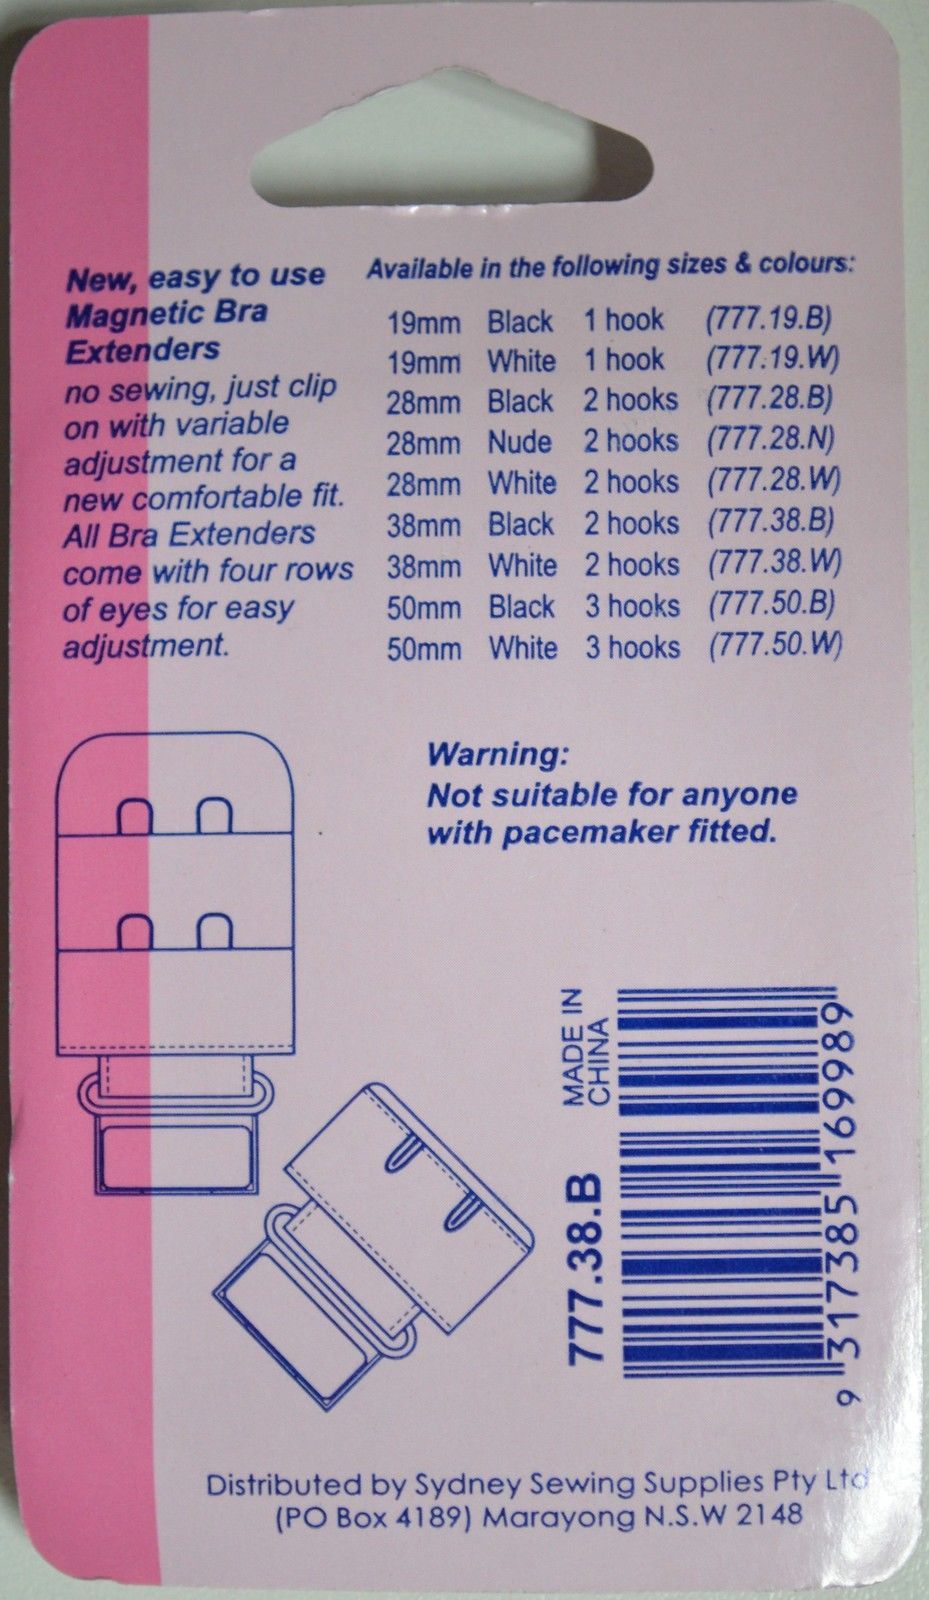 New, easy to use
Magnetic Bra
Extenders
no sewing, just clip
on with variable
adjustment for a
new comfortable fit.
All Bra Extenders
come with four rows
of eyes for easy
adjustment.
Available in the following sizes & colours:
19mm Black 1 hook (777.19.B)
19mm White 1 hook (777.19.W)
28mm Black 2 hooks (777.28.B)
28mm Nude 2 hooks (777.28.N)
28mm White 2 hooks (777.28.W)
38mm Black 2 hooks (777.38.B)
38mm White 2 hooks (777.38.W)
50mm Black 3 hooks (777.50.B)
50mm White 3 hooks (777.50.W)
Warning:
Not suitable for anyone
with pacemaker fitted.
MADE IN
CHINA
777.38.B
9 317385 169989
Distributed by Sydney Sewing Supplies Pty Ltd
(PO Box 4189) Marayong N.S.W 2148